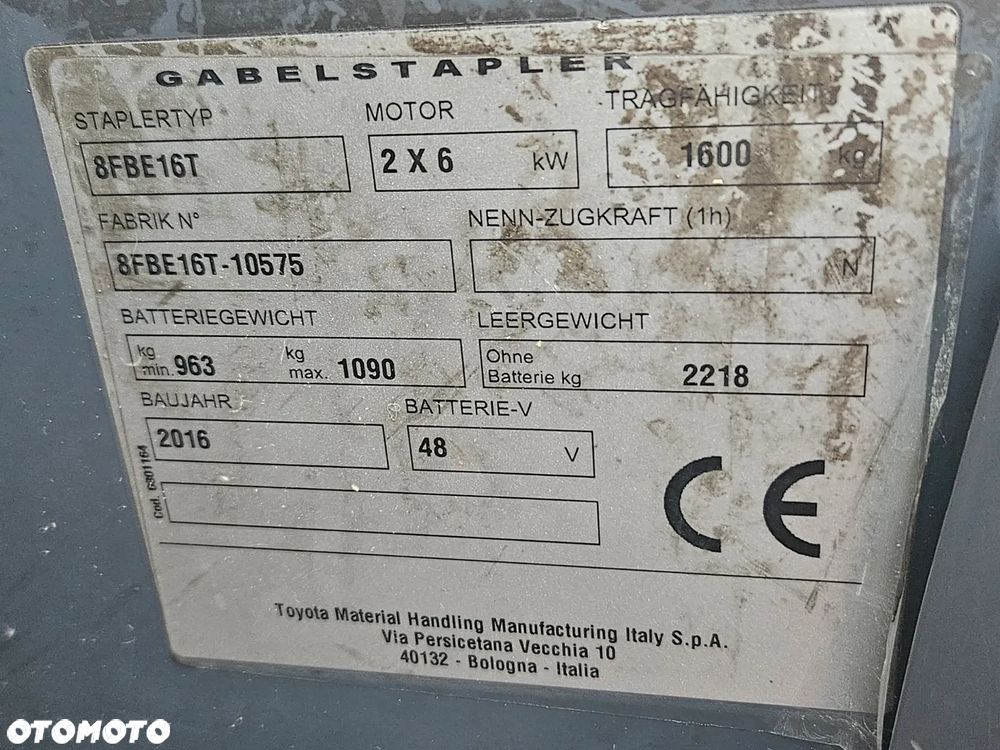 GABELSTAPLER
STAPLERTYP MOTOR TRAGFÄHIGKEIT
8FBE16T 2 X 6 kW 1600 kg
FABRIK N° NENN-ZUGKRAFT (1h)
8FBE16T-10575 N
BATTERIEGEWICHT LEERGEWICHT
kg min. 963 kg max. 1090 Ohne Batterie kg 2218
BAUJAHR BATTERIE-V
2016 48 V
Cod. 6301164
CE
Toyota Material Handling Manufacturing Italy S.p.A.
Via Persicetana Vecchia 10
40132 - Bologna - Italia
OTOMOTO